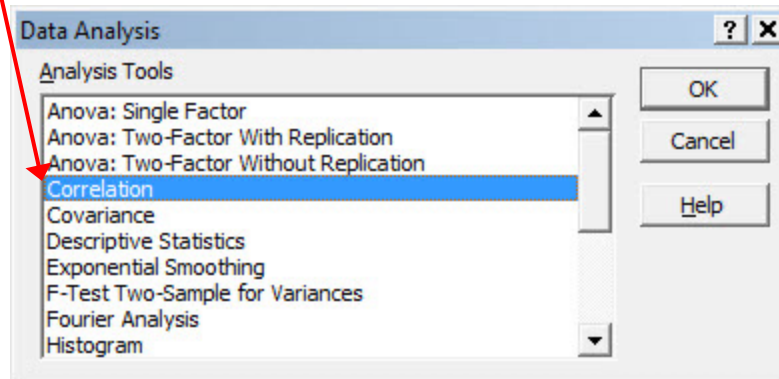 Data Analysis
Analysis Tools
Anova: Single Factor
Anova: Two-Factor With Replication
Anova: Two-Factor Without Replication
Correlation
Covariance
Descriptive Statistics
Exponential Smoothing
F-Test Two-Sample for Variances
Fourier Analysis
Histogram
OK
Cancel
Help